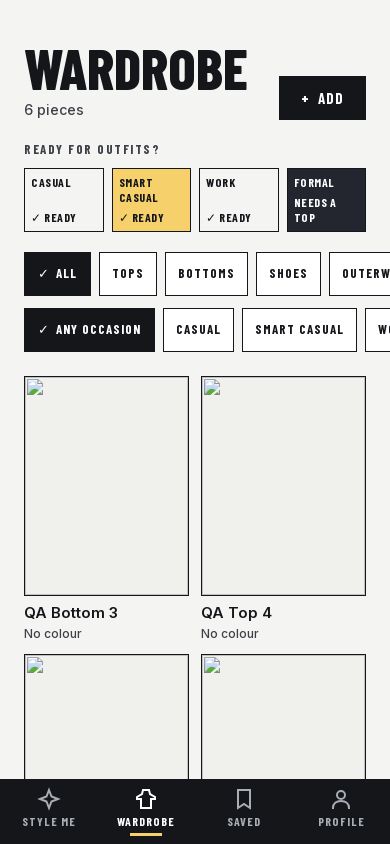 WARDROBE
6 pieces
+ ADD
READY FOR OUTFITS?
CASUAL
✓ READY
SMART
CASUAL
✓ READY
WORK
✓ READY
FORMAL
NEEDS A
TOP
✓ ALL
TOPS
BOTTOMS
SHOES
OUTERW
✓ ANY OCCASION
CASUAL
SMART CASUAL
WO
QA Bottom 3
No colour
QA Top 4
No colour
STYLE ME
WARDROBE
SAVED
PROFILE